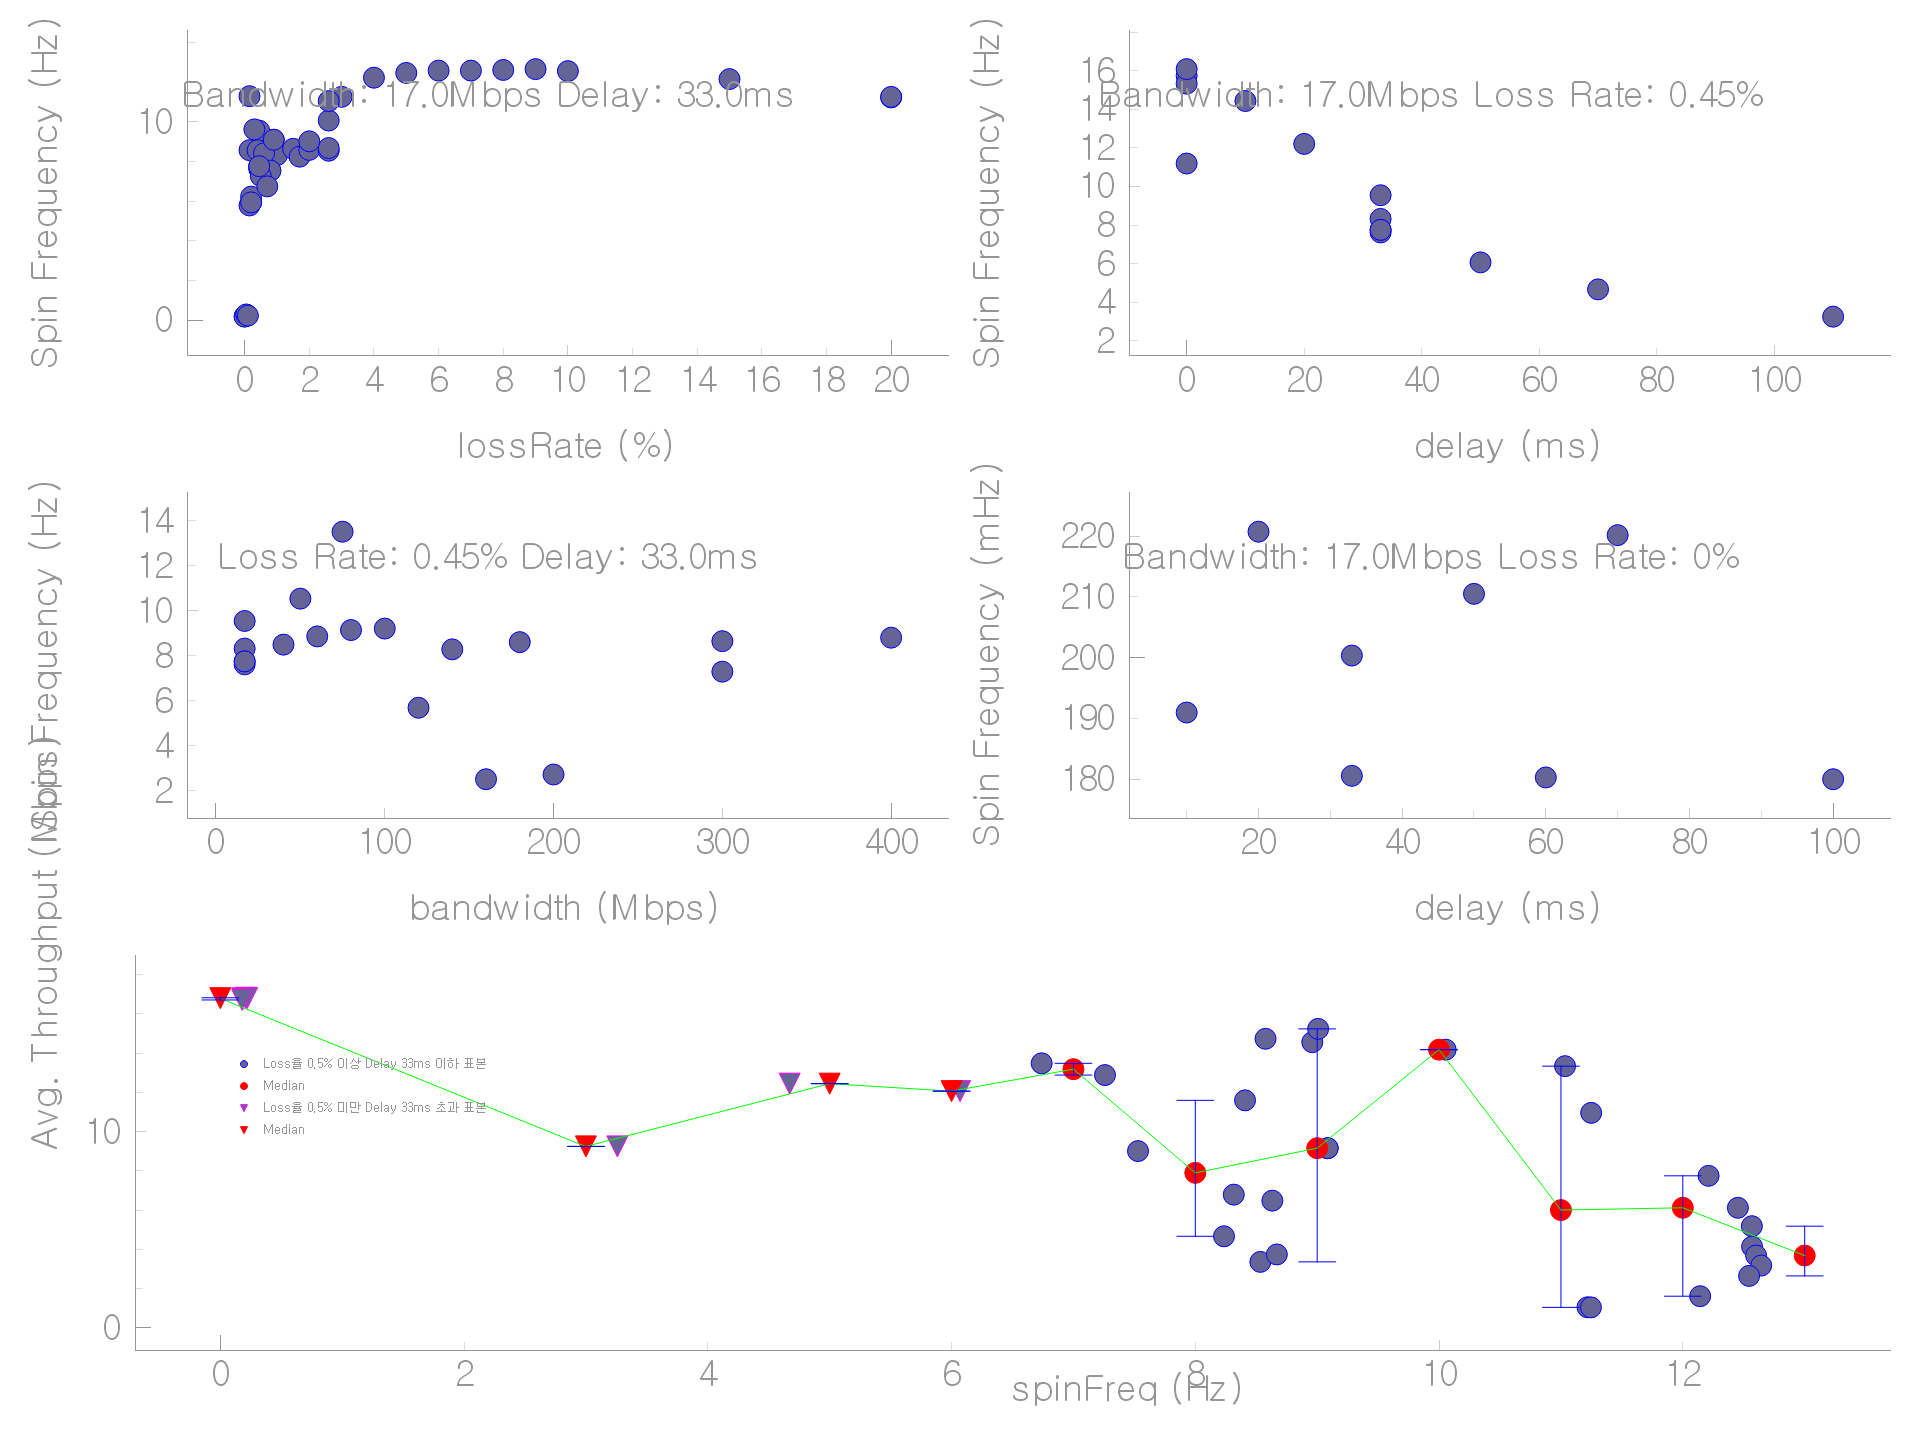 Spin Frequency (Hz)
Bandwidth: 17.0Mbps Delay: 33.0ms
10
0
0 2 4 6 8 10 12 14 16 18 20
lossRate (%)
Spin Frequency (Hz)
Bandwidth: 17.0Mbps Loss Rate: 0.45%
16
14
12
10
8
6
4
2
0 20 40 60 80 100
delay (ms)
Spin Frequency (Hz)
Loss Rate: 0.45% Delay: 33.0ms
14
12
10
8
6
4
2
0 100 200 300 400
bandwidth (Mbps)
Spin Frequency (mHz)
Bandwidth: 17.0Mbps Loss Rate: 0%
220
210
200
190
180
20 40 60 80 100
delay (ms)
Avg. Throughput (Mbps)
10
0
Loss율 0.5% 이상 Delay 33ms 이하 표본
Median
Loss율 0.5% 미만 Delay 33ms 초과 표본
Median
0 2 4 6 8 10 12
spinFreq (Hz)